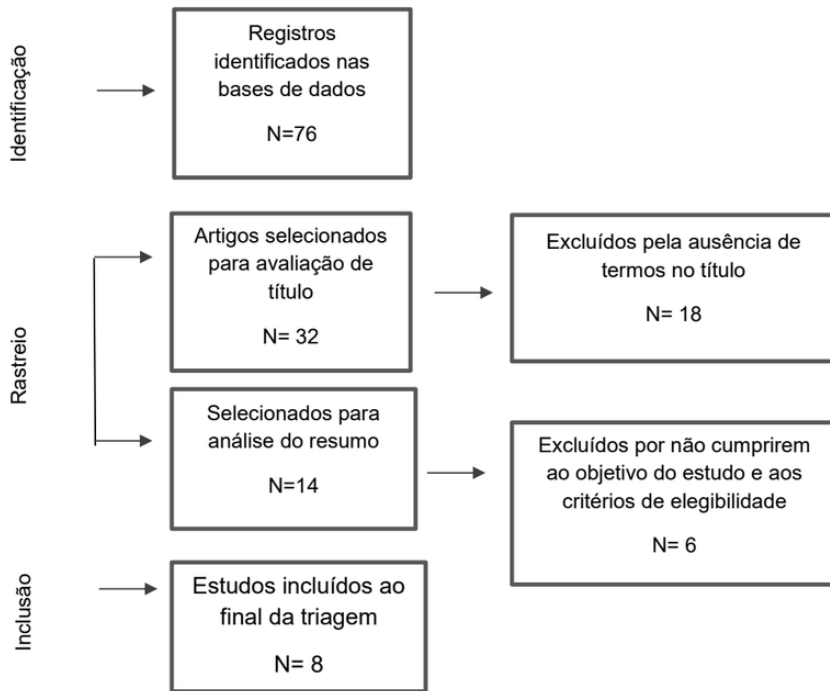 Identificação
Registros
identificados nas
bases de dados
N=76
Rastreio
Artigos selecionados
para avaliação de
título
N= 32
Excluídos pela ausência de
termos no título
N= 18
Selecionados para
análise do resumo
N=14
Excluídos por não cumprirem
ao objetivo do estudo e aos
critérios de elegibilidade
N= 6
Inclusão
Estudos incluídos ao
final da triagem
N= 8